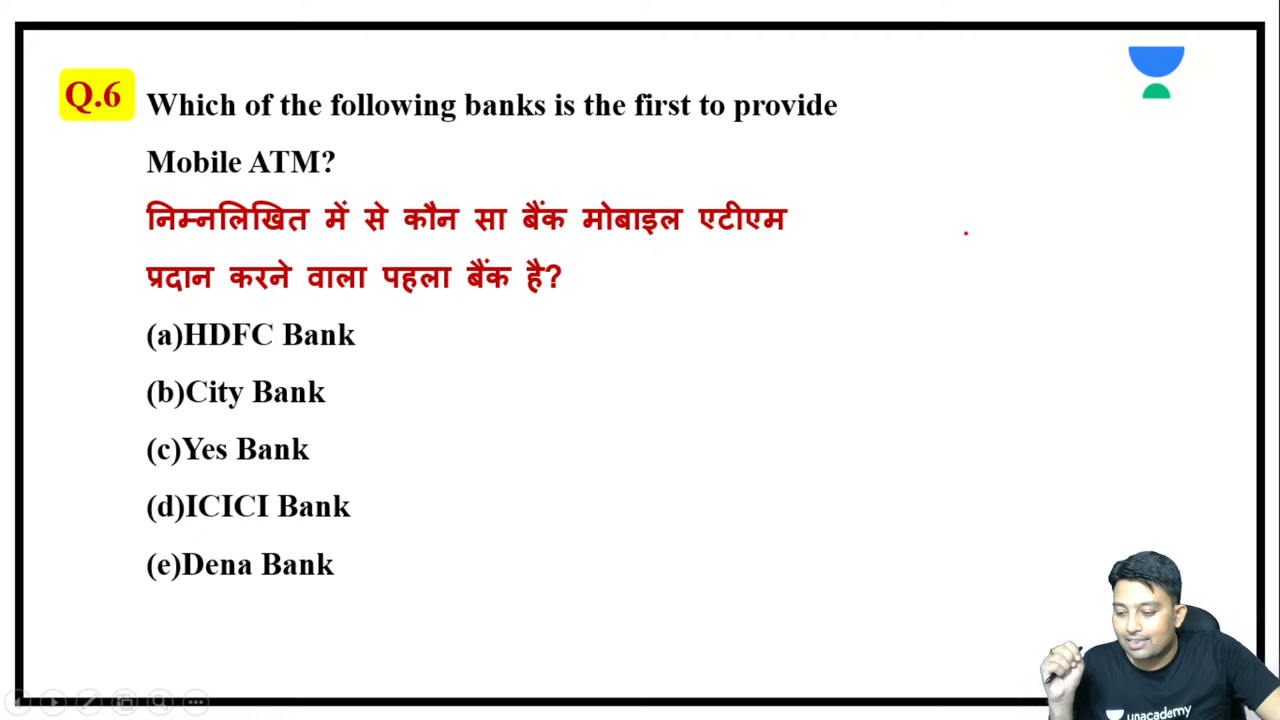 Q.6 Which of the following banks is the first to provide
Mobile ATM?
निम्नलिखित में से कौन सा बैंक मोबाइल एटीएम
प्रदान करने वाला पहला बैंक है?
(a)HDFC Bank
(b)City Bank
(c)Yes Bank
(d)ICICI Bank
(e)Dena Bank
unacademy